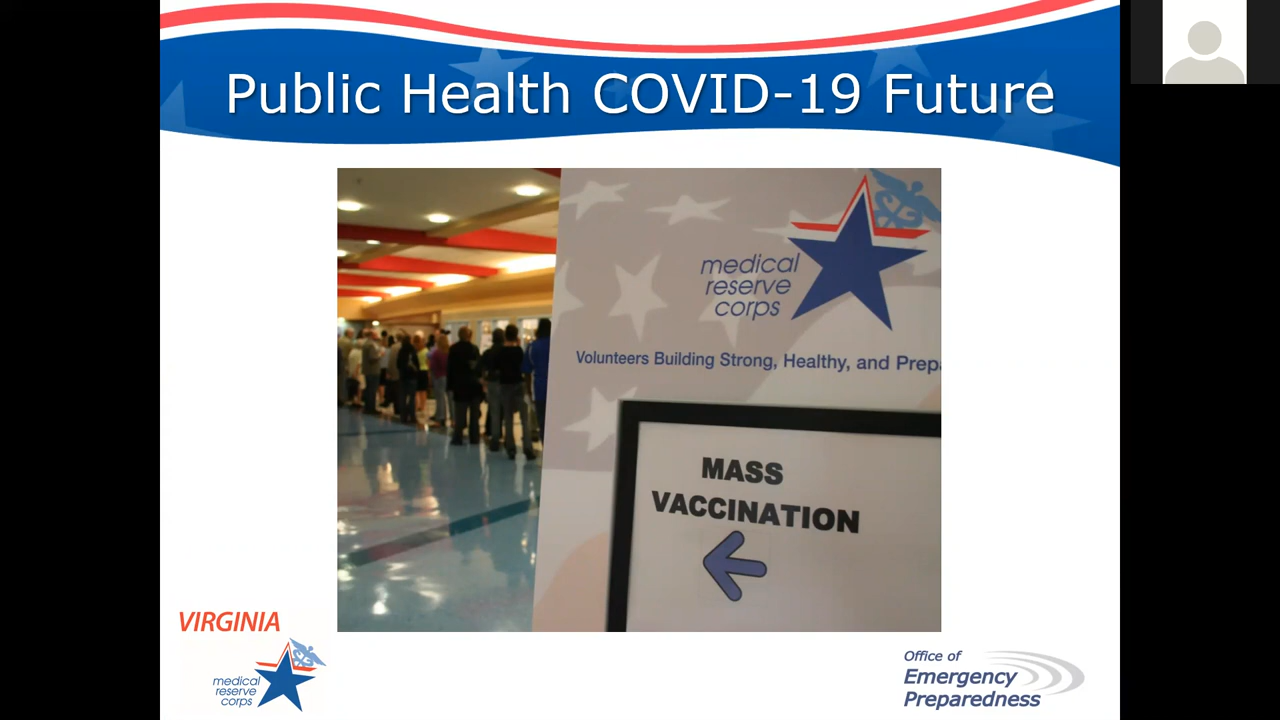 Public Health COVID-19 Future
medical
reserve
corps
Volunteers Building Strong, Healthy, and
MASS
VACCINATION
VIRGINIA
medical
reserve
corps
Office of
Emergency
Preparedness